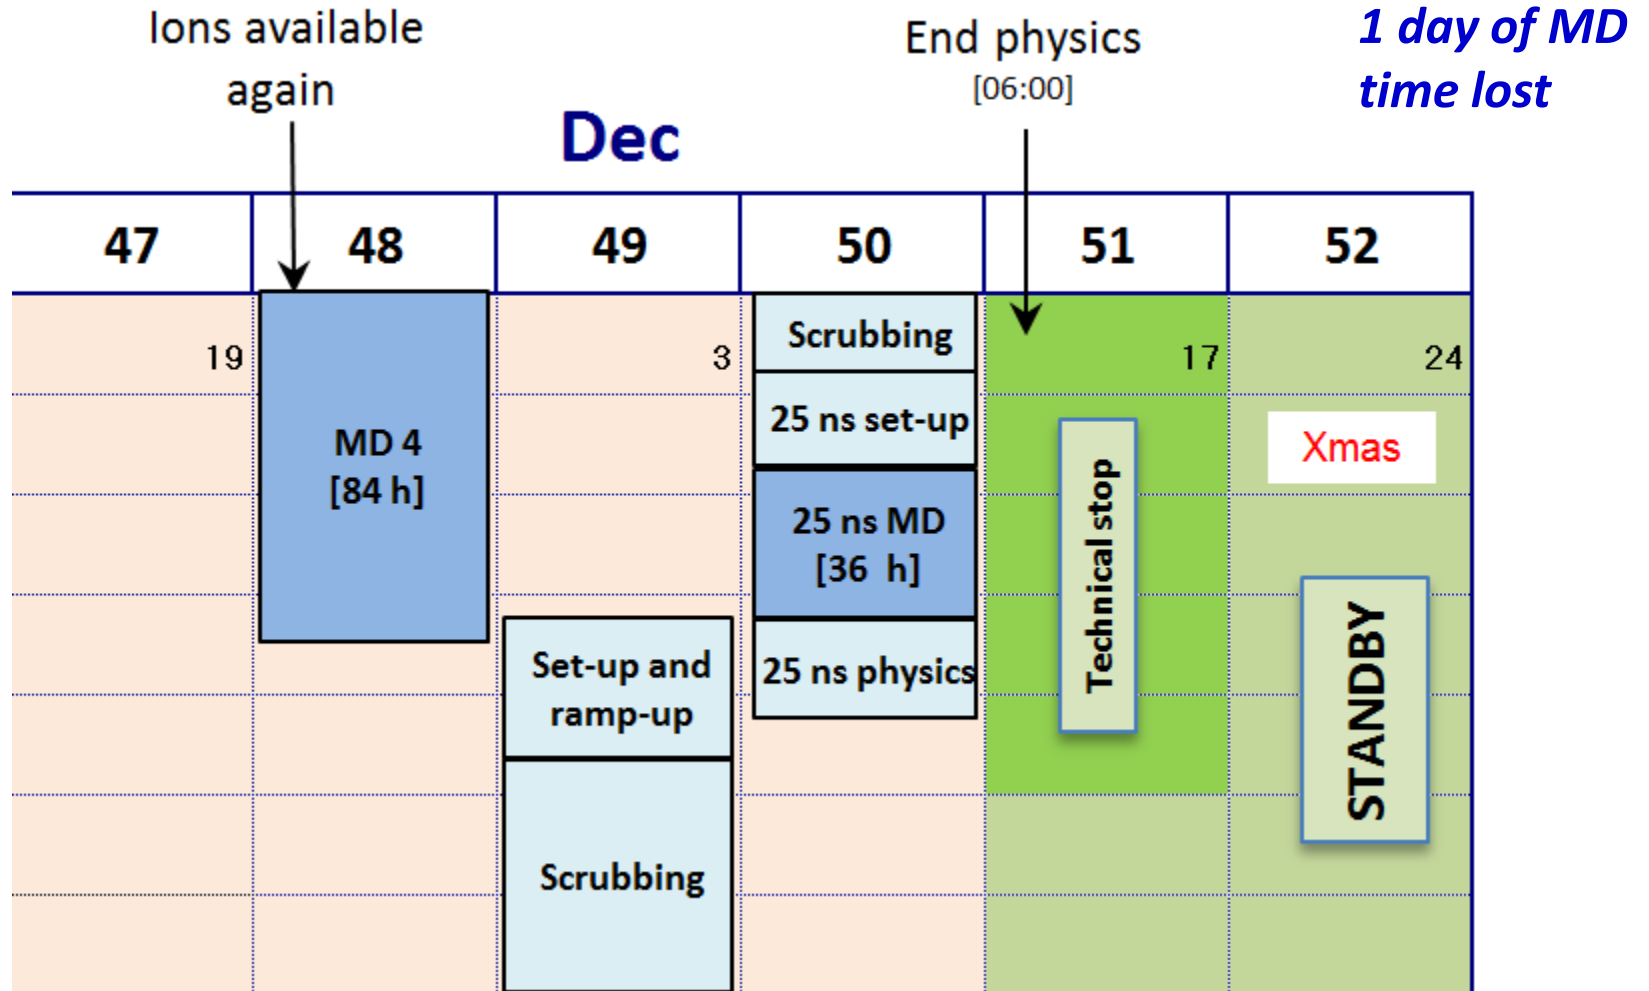 Ions available
again
End physics
[06:00]
1 day of MD
time lost
Dec
47
48
49
50
51
52
19
MD 4
[84 h]
3
Set-up and
ramp-up
Scrubbing
Scrubbing
25 ns set-up
25 ns MD
[36 h]
25 ns physics
17
Technical stop
24
Xmas
STANDBY